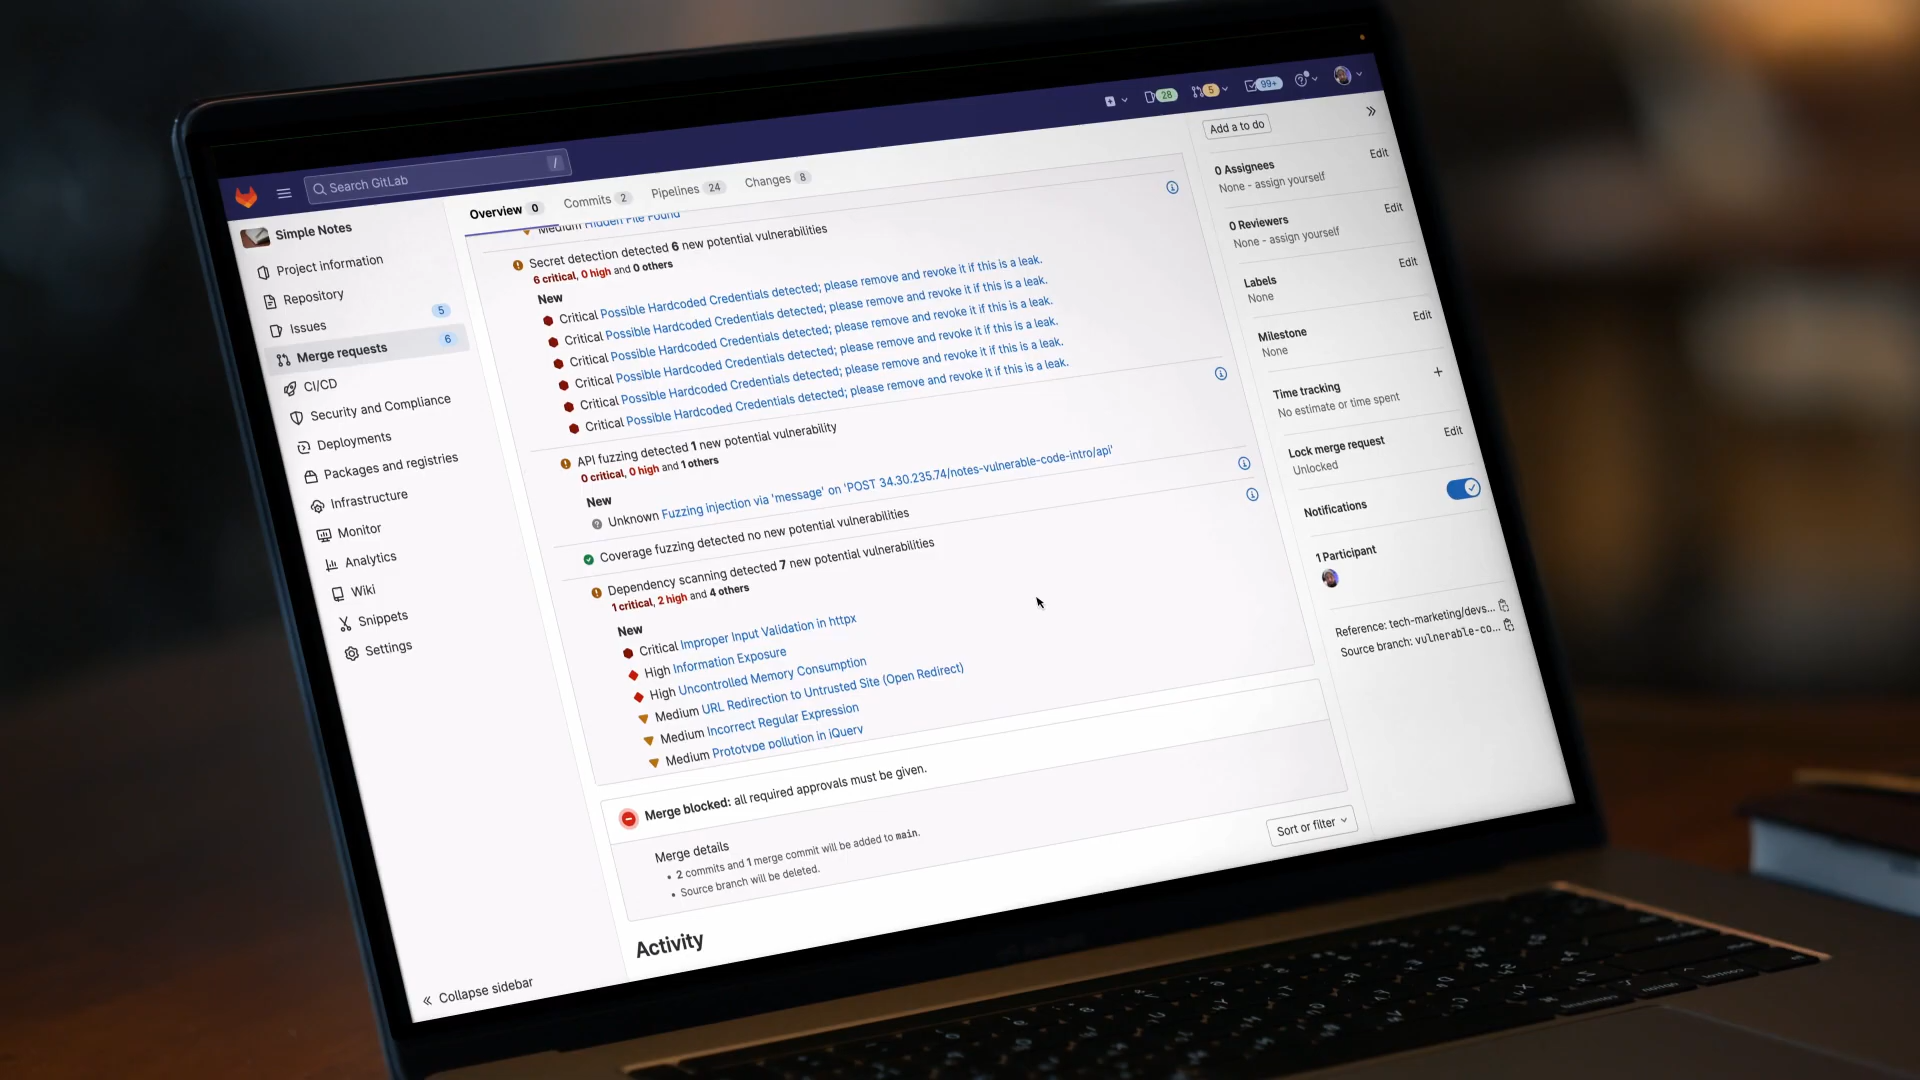 Search GitLab
/
28
5
99+
Simple Notes
Project information
Repository
Issues 5
Merge requests 6
CI/CD
Security and Compliance
Deployments
Packages and registries
Infrastructure
Monitor
Analytics
Wiki
Snippets
Settings
Collapse sidebar
Overview 0
Commits 2
Pipelines 24
Changes 8
Medium Hidden File Found
Secret detection detected 6 new potential vulnerabilities
6 critical, 0 high and 0 others
New
Critical Possible Hardcoded Credentials detected; please remove and revoke it if this is a leak.
Critical Possible Hardcoded Credentials detected; please remove and revoke it if this is a leak.
Critical Possible Hardcoded Credentials detected; please remove and revoke it if this is a leak.
Critical Possible Hardcoded Credentials detected; please remove and revoke it if this is a leak.
Critical Possible Hardcoded Credentials detected; please remove and revoke it if this is a leak.
Critical Possible Hardcoded Credentials detected; please remove and revoke it if this is a leak.
API fuzzing detected 1 new potential vulnerability
0 critical, 0 high and 1 others
New
Unknown Fuzzing injection via 'message' on 'POST 34.30.235.74/notes-vulnerable-code-intro/api'
Coverage fuzzing detected no new potential vulnerabilities
Dependency scanning detected 7 new potential vulnerabilities
1 critical, 2 high and 4 others
New
Critical Improper Input Validation in httpx
High Information Exposure
High Uncontrolled Memory Consumption
Medium URL Redirection to Untrusted Site (Open Redirect)
Medium Incorrect Regular Expression
Medium Prototype pollution in jQuery
Merge blocked: all required approvals must be given.
Merge details
• 2 commits and 1 merge commit will be added to main.
• Source branch will be deleted.
Sort or filter
Activity
Add a to do
0 Assignees Edit
None - assign yourself
0 Reviewers Edit
None - assign yourself
Labels Edit
None
Milestone Edit
None
Time tracking +
No estimate or time spent
Lock merge request Edit
Unlocked
Notifications
1 Participant
Reference: tech-marketing/devs...
Source branch: vulnerable-co...